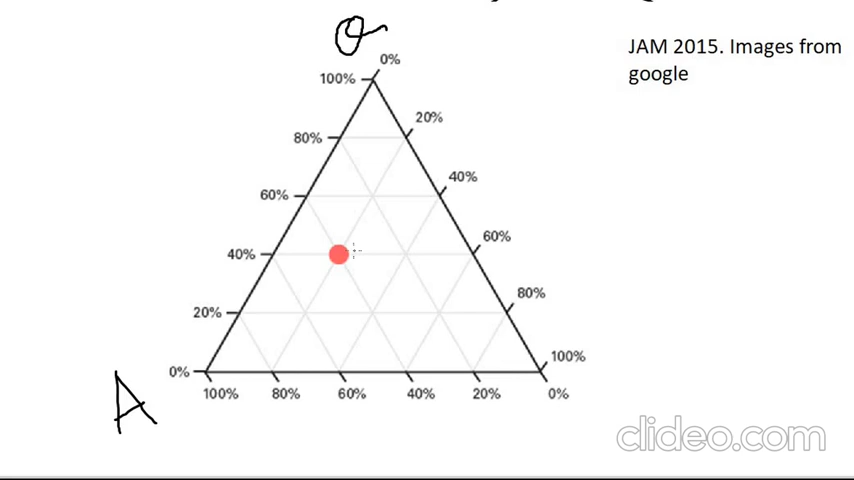 O
JAM 2015. Images from
google
0%
100%
20%
80%
40%
60%
60%
40%
80%
20%
100%
0%
100% 80% 60% 40% 20% 0%
A
clideo.com